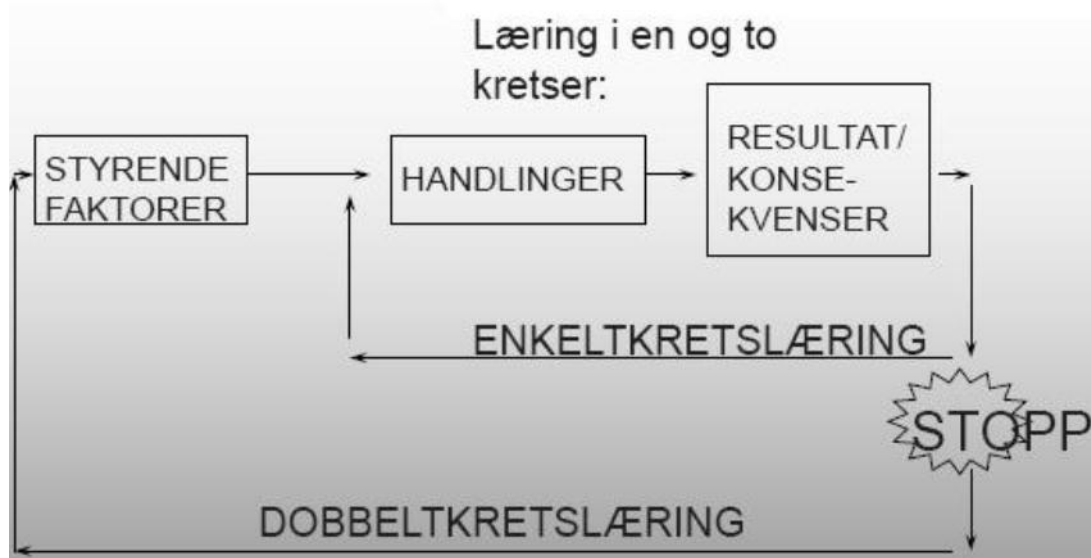 Læring i en og to
kretser:
STYRENDE
FAKTORER
HANDLINGER
RESULTAT/
KONSE-
KVENSER
ENKELTKRETSLÆRING
STOPP
DOBBELTKRETSLÆRING